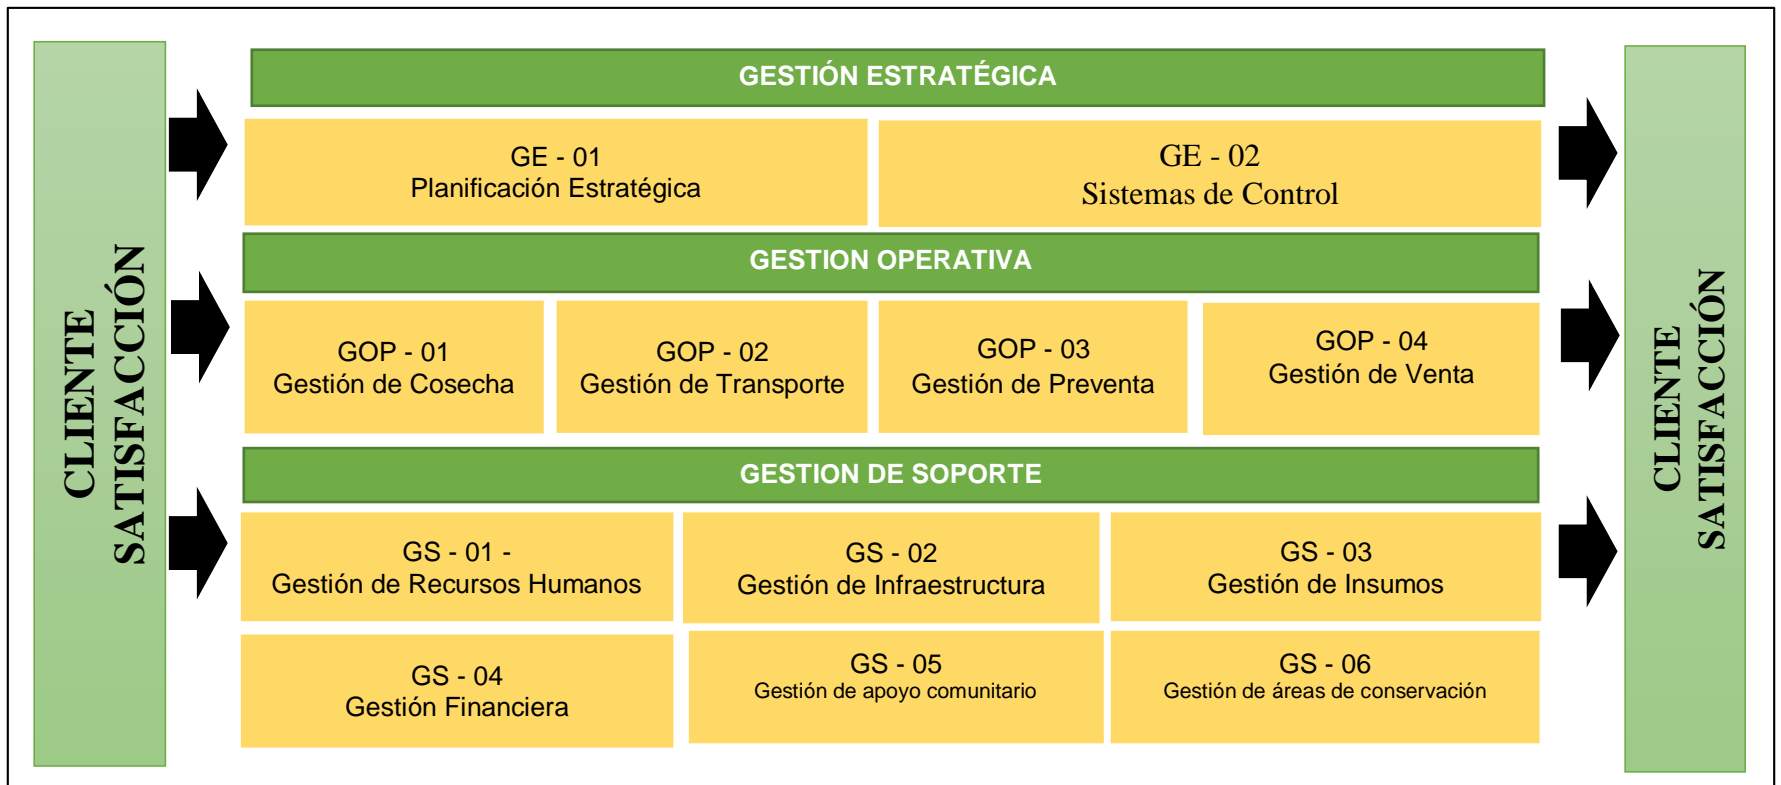 CLIENTE
SATISFACCIÓN
GESTIÓN ESTRATÉGICA
GE - 01
Planificación Estratégica
GE - 02
Sistemas de Control
GESTION OPERATIVA
GOP - 01
Gestión de Cosecha
GOP - 02
Gestión de Transporte
GOP - 03
Gestión de Preventa
GOP - 04
Gestión de Venta
GESTION DE SOPORTE
GS - 01 -
Gestión de Recursos Humanos
GS - 02
Gestión de Infraestructura
GS - 03
Gestión de Insumos
GS - 04
Gestión Financiera
GS - 05
Gestión de apoyo comunitario
GS - 06
Gestión de áreas de conservación
CLIENTE
SATISFACCIÓN